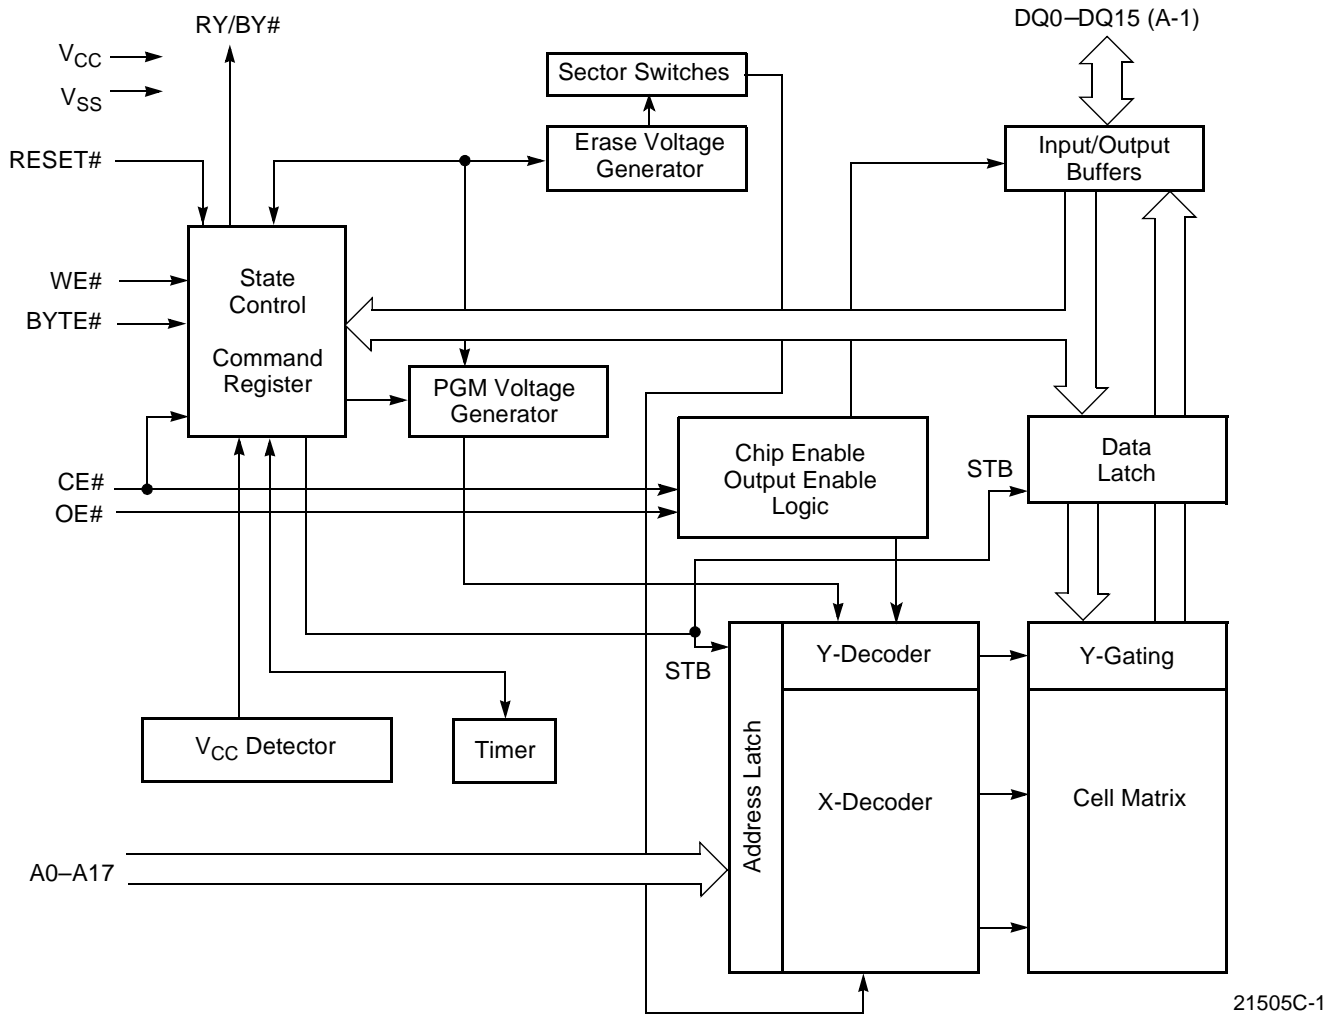 RY/BY#
DQ0–DQ15 (A-1)
VCC
VSS
Sector Switches
Erase Voltage
Generator
Input/Output
Buffers
RESET#
WE#
BYTE#
State
Control
Command
Register
PGM Voltage
Generator
Chip Enable
Output Enable
Logic
STB
Data
Latch
CE#
OE#
STB
Y-Decoder
Y-Gating
VCC Detector
Timer
Address Latch
X-Decoder
Cell Matrix
A0–A17
21505C-1